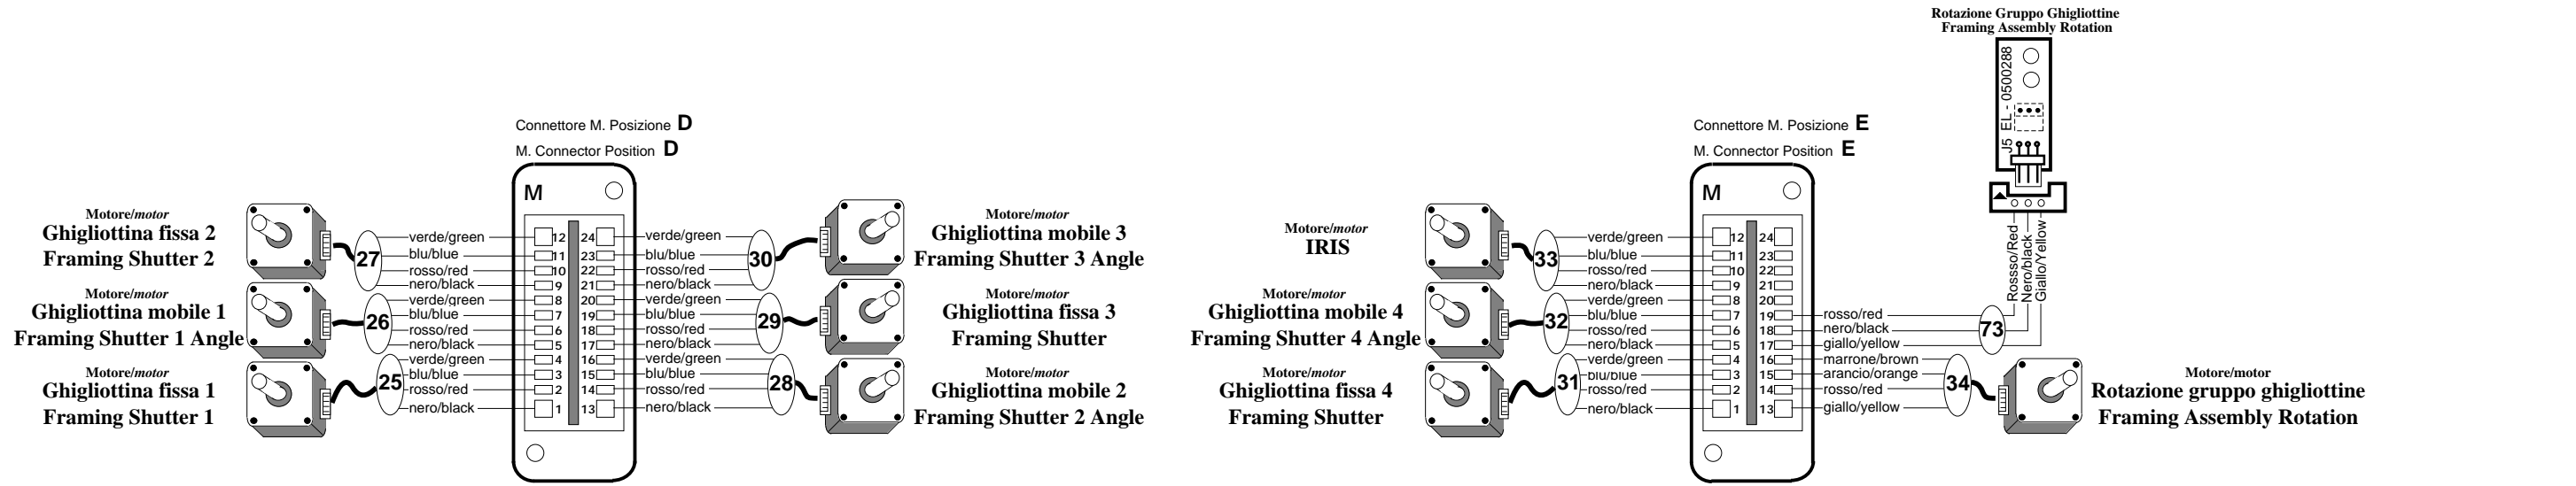 Connettore M. Posizione D
M. Connector Position D
M
Motore/motor
Ghigliottina fissa 2
Framing Shutter 2
27
verde/green
blu/blue
rosso/red
nero/black
12
11
10
9
Motore/motor
Ghigliottina mobile 1
Framing Shutter 1 Angle
26
verde/green
blu/blue
rosso/red
nero/black
8
7
6
5
Motore/motor
Ghigliottina fissa 1
Framing Shutter 1
25
verde/green
blu/blue
rosso/red
nero/black
4
3
2
1
24
23
22
21
verde/green
blu/blue
rosso/red
nero/black
30
Motore/motor
Ghigliottina mobile 3
Framing Shutter 3 Angle
20
19
18
17
verde/green
blu/blue
rosso/red
nero/black
29
Motore/motor
Ghigliottina fissa 3
Framing Shutter
16
15
14
13
verde/green
blu/blue
rosso/red
nero/black
28
Motore/motor
Ghigliottina mobile 2
Framing Shutter 2 Angle
Connettore M. Posizione E
M. Connector Position E
M
Motore/motor
IRIS
33
verde/green
blu/blue
rosso/red
nero/black
12
11
10
9
Motore/motor
Ghigliottina mobile 4
Framing Shutter 4 Angle
32
verde/green
blu/blue
rosso/red
nero/black
8
7
6
5
Motore/motor
Ghigliottina fissa 4
Framing Shutter
31
verde/green
blu/blue
rosso/red
nero/black
4
3
2
1
24
23
22
21
20
19
18
17
rosso/red
nero/black
giallo/yellow
73
16
15
14
13
marrone/brown
arancio/orange
rosso/red
giallo/yellow
34
Motore/motor
Rotazione gruppo ghigliottine
Framing Assembly Rotation
Rotazione Gruppo Ghigliottine
Framing Assembly Rotation
J5 EL - 0500288
Rossso/Red
Nero/black
Giallo/Yellow